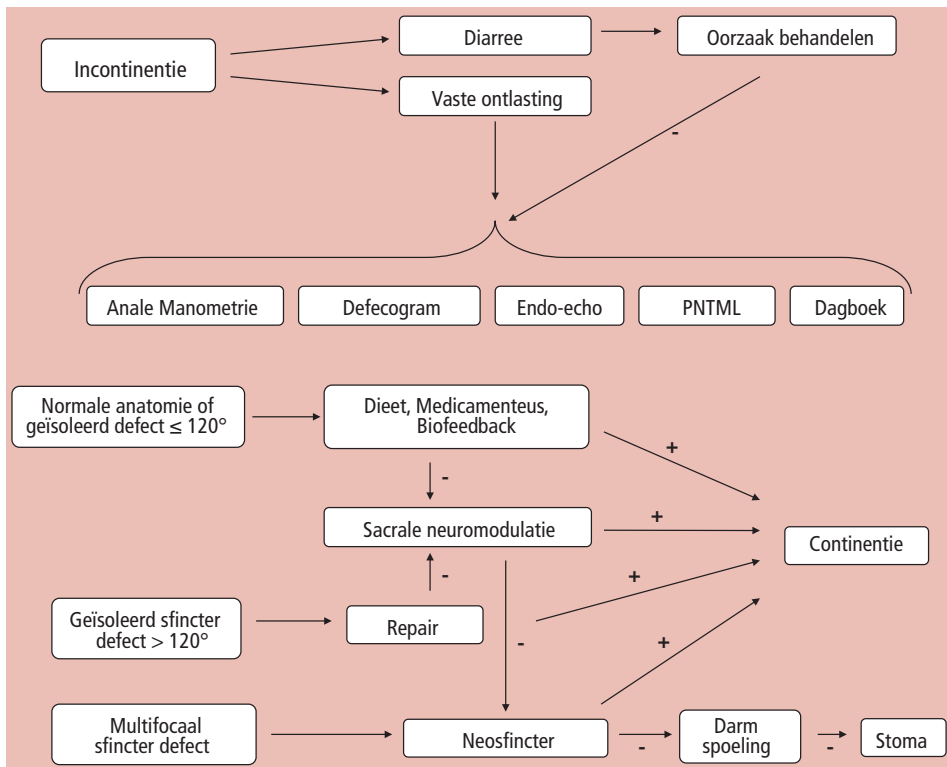 Incontinentie
Diarree
Oorzaak behandelen
Vaste ontlasting
-
Anale Manometrie
Defecogram
Endo-echo
PNTML
Dagboek
Normale anatomie of
geïsoleerd defect ≤ 120°
Dieet, Medicamenteus,
Biofeedback
+
-
Sacrale neuromodulatie
+
Continentie
-
+
Geïsoleerd sfincter
defect > 120°
Repair
-
+
Multifocaal
sfincter defect
Neosfincter
-
Darm
spoeling
-
Stoma